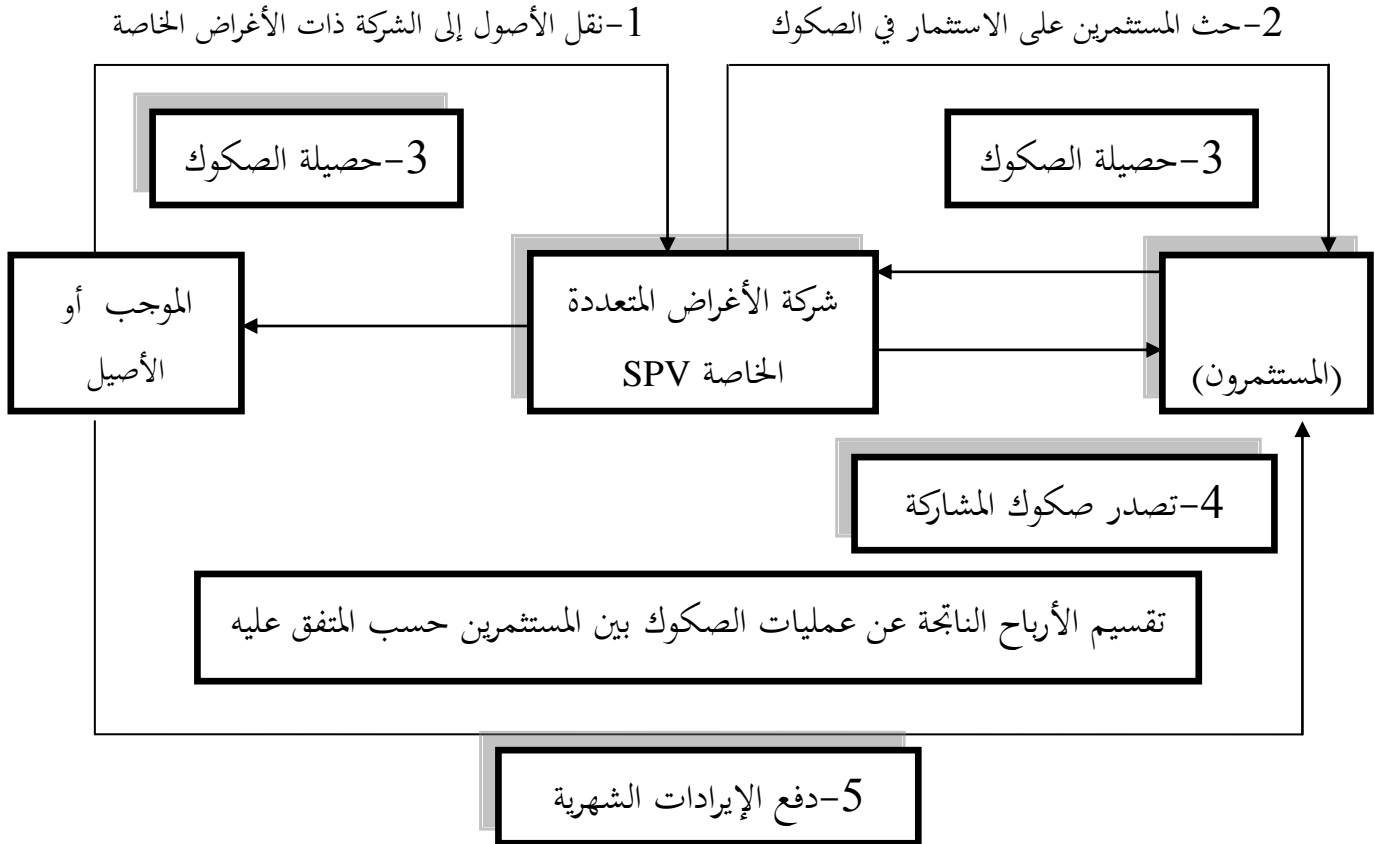 1-نقل الأصول إلى الشركة ذات الأغراض الخاصة
2-حث المستثمرين على الاستثمار في الصكوك
3-حصيلة الصكوك
3-حصيلة الصكوك
الموجب أو
الأصيل
شركة الأغراض المتعددة
الخاصة SPV
(المستثمرون)
4-تصدر صكوك المشاركة
تقسيم الأرباح الناتجة عن عمليات الصكوك بين المستثمرين حسب المتفق عليه
5-دفع الإيرادات الشهرية